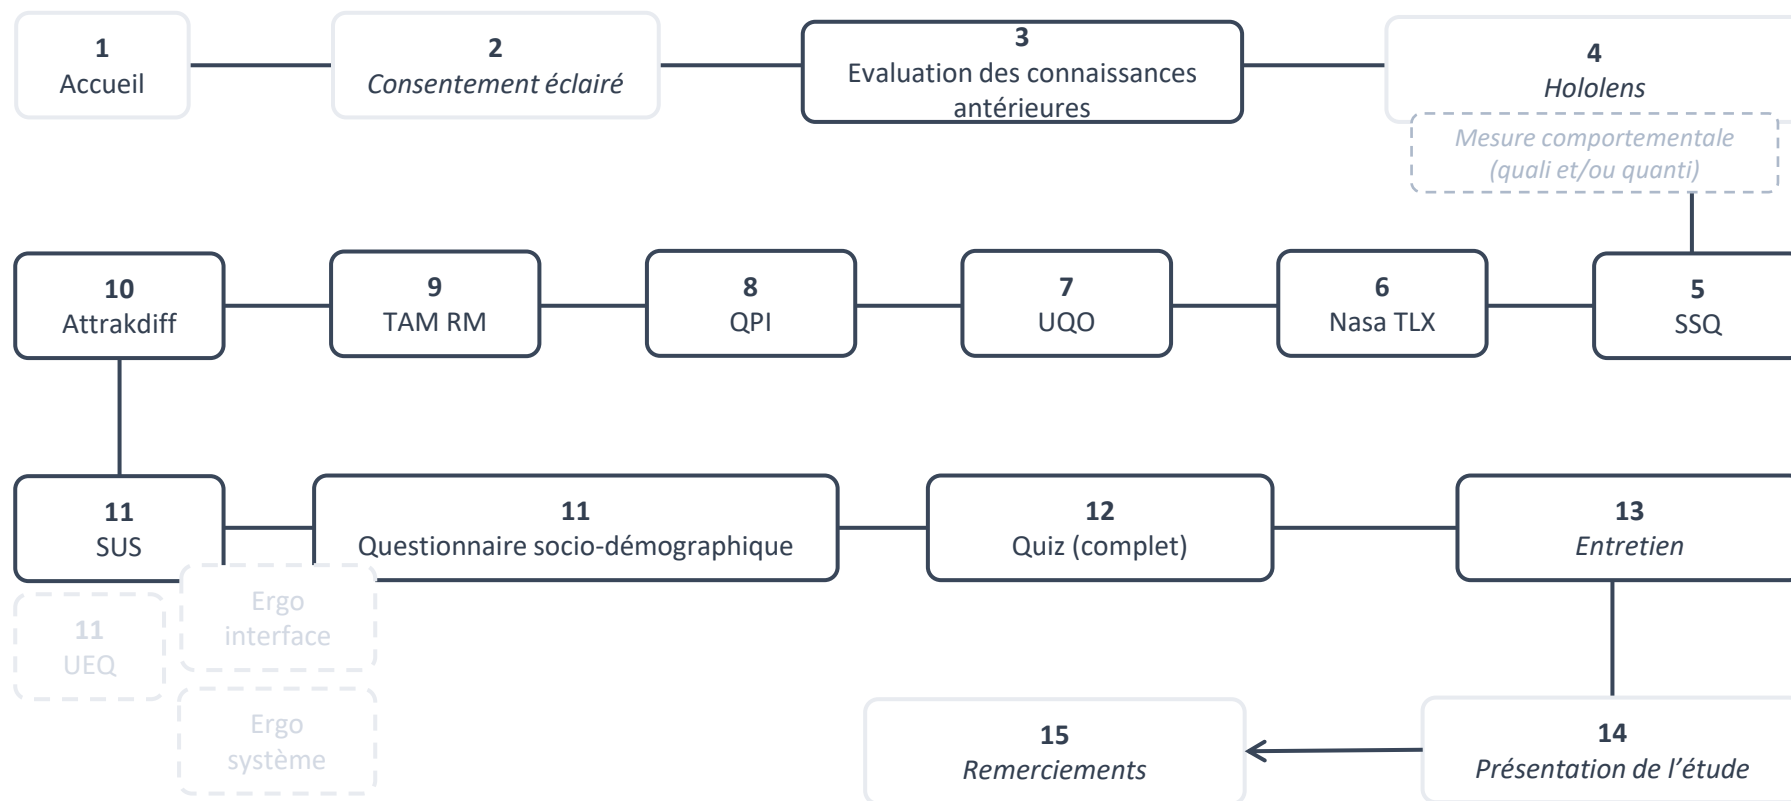 1
Accueil
2
Consentement éclairé
3
Evaluation des connaissances
antérieures
4
Hololens
Mesure comportementale
(quali et/ou quanti)
10
Attrakdiff
9
TAM RM
8
QPI
7
UQO
6
Nasa TLX
5
SSQ
11
SUS
11
Questionnaire socio-démographique
12
Quiz (complet)
13
Entretien
11
UEQ
Ergo
interface
Ergo
système
15
Remerciements
14
Présentation de l’étude